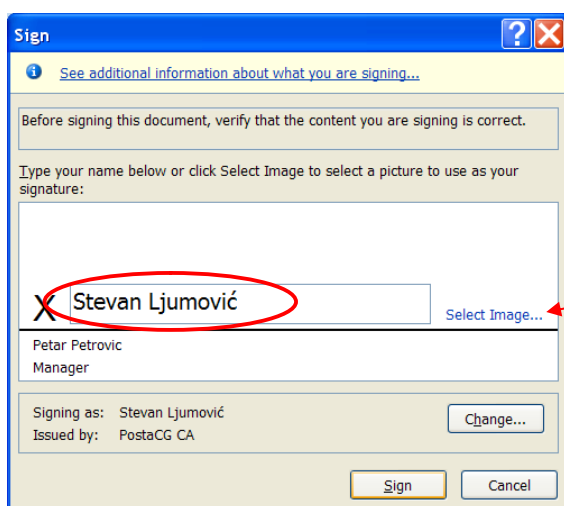 Sign
See additional information about what you are signing...
Before signing this document, verify that the content you are signing is correct.
Type your name below or click Select Image to select a picture to use as your
signature:
X Stevan Ljumović
Select Image...
Petar Petrovic
Manager
Signing as: Stevan Ljumović
Change...
Issued by: PostaCG CA
Sign Cancel